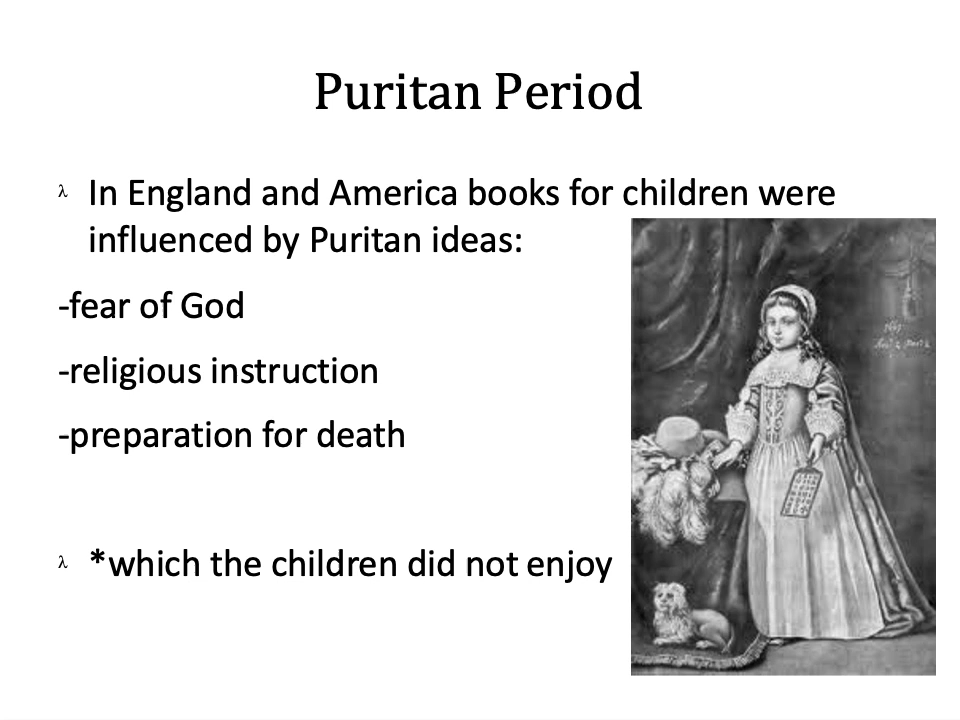 Puritan Period
λ In England and America books for children were
influenced by Puritan ideas:
-fear of God
-religious instruction
-preparation for death
λ *which the children did not enjoy